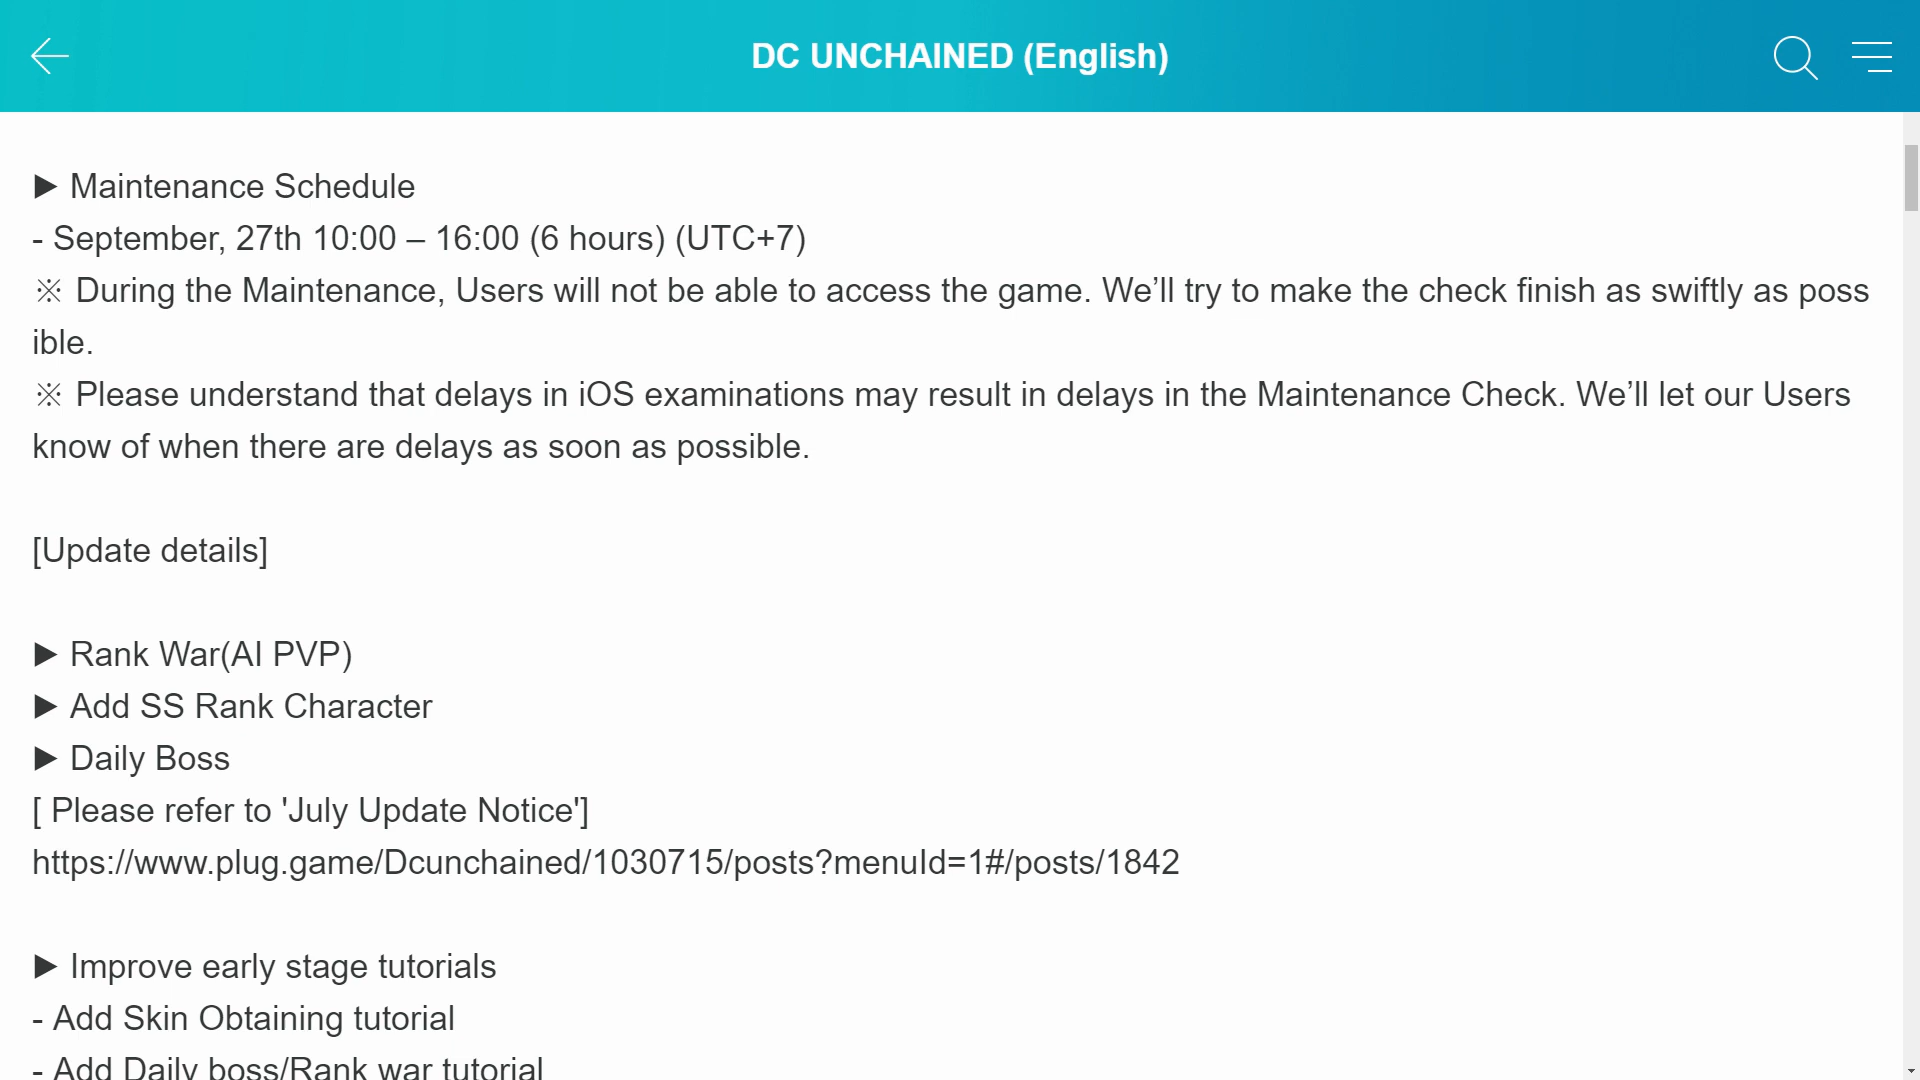 DC UNCHAINED (English)
▶ Maintenance Schedule
- September, 27th 10:00 – 16:00 (6 hours) (UTC+7)
※ During the Maintenance, Users will not be able to access the game. We’ll try to make the check finish as swiftly as poss
ible.
※ Please understand that delays in iOS examinations may result in delays in the Maintenance Check. We’ll let our Users
know of when there are delays as soon as possible.
[Update details]
▶ Rank War(AI PVP)
▶ Add SS Rank Character
▶ Daily Boss
[ Please refer to 'July Update Notice']
https://www.plug.game/Dcunchained/1030715/posts?menuId=1#/posts/1842
▶ Improve early stage tutorials
- Add Skin Obtaining tutorial
- Add Daily boss/Rank war tutorial